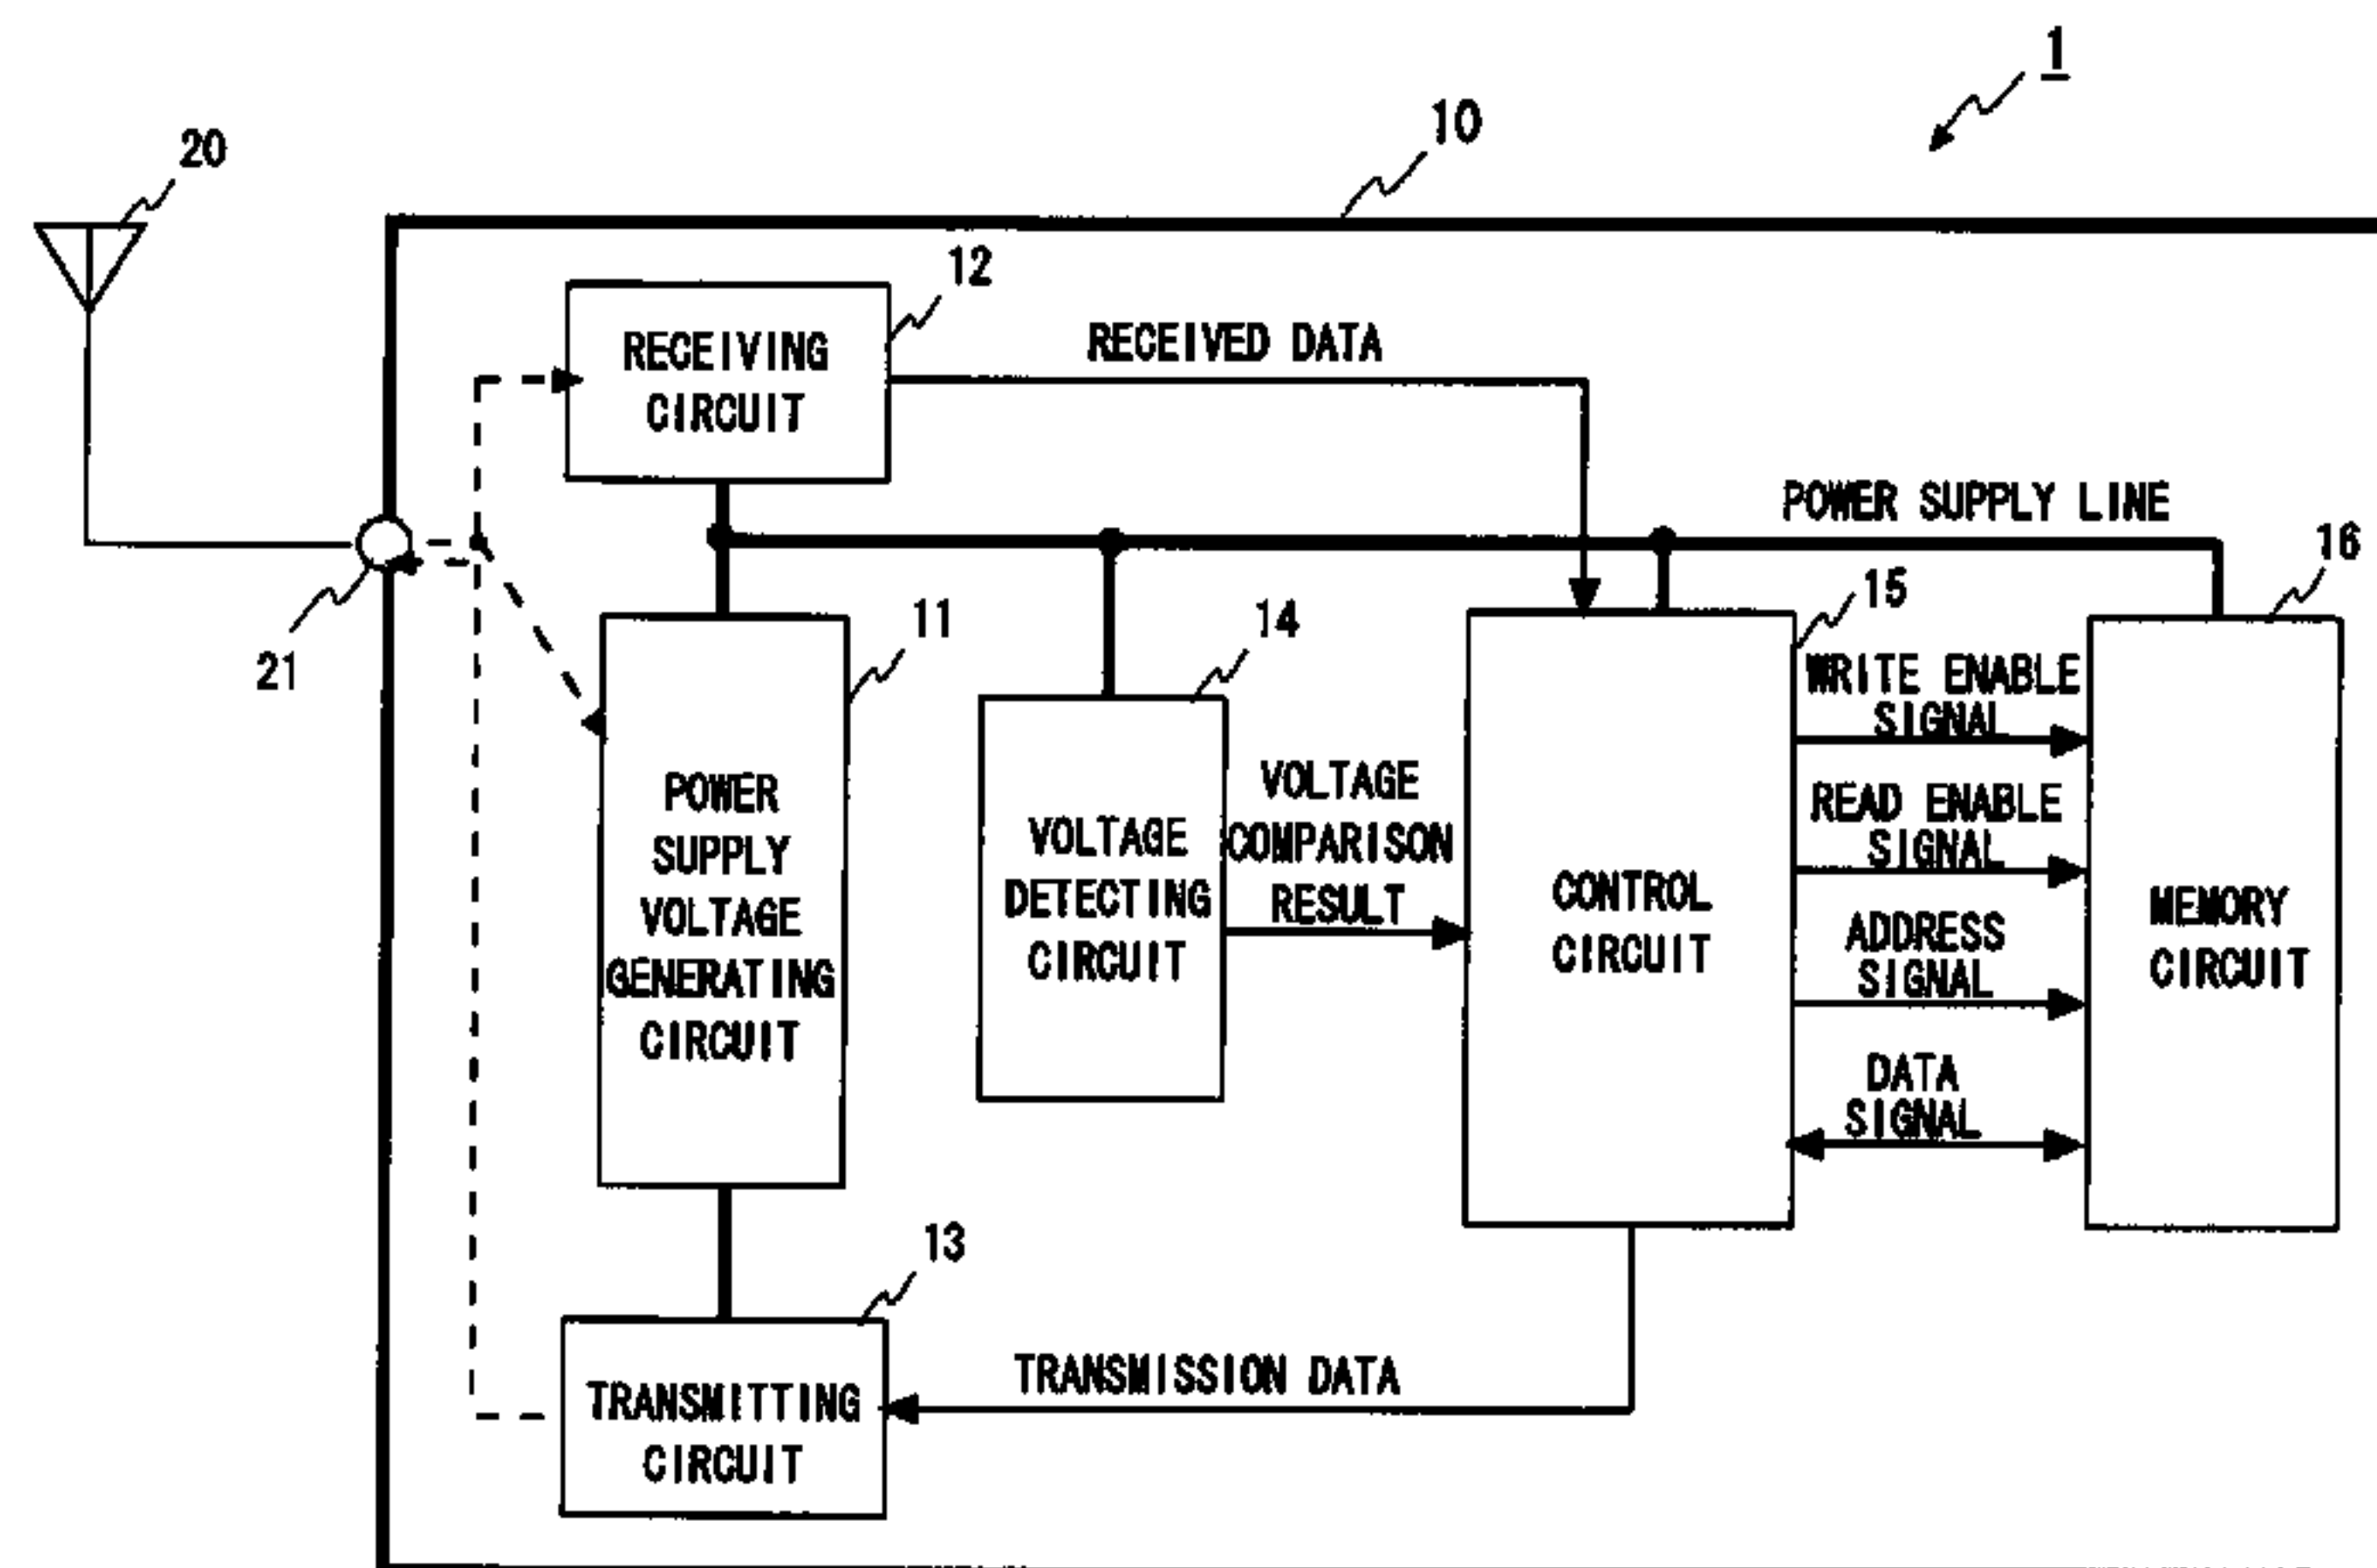 1
10
20
12
RECEIVING
CIRCUIT
RECEIVED DATA
POWER SUPPLY LINE
16
15
21
11
14
WRITE ENABLE
SIGNAL
POWER
SUPPLY
VOLTAGE
GENERATING
CIRCUIT
VOLTAGE
DETECTING
CIRCUIT
VOLTAGE
COMPARISON
RESULT
CONTROL
CIRCUIT
READ ENABLE
SIGNAL
ADDRESS
SIGNAL
DATA
SIGNAL
MEMORY
CIRCUIT
13
TRANSMITTING
CIRCUIT
TRANSMISSION DATA